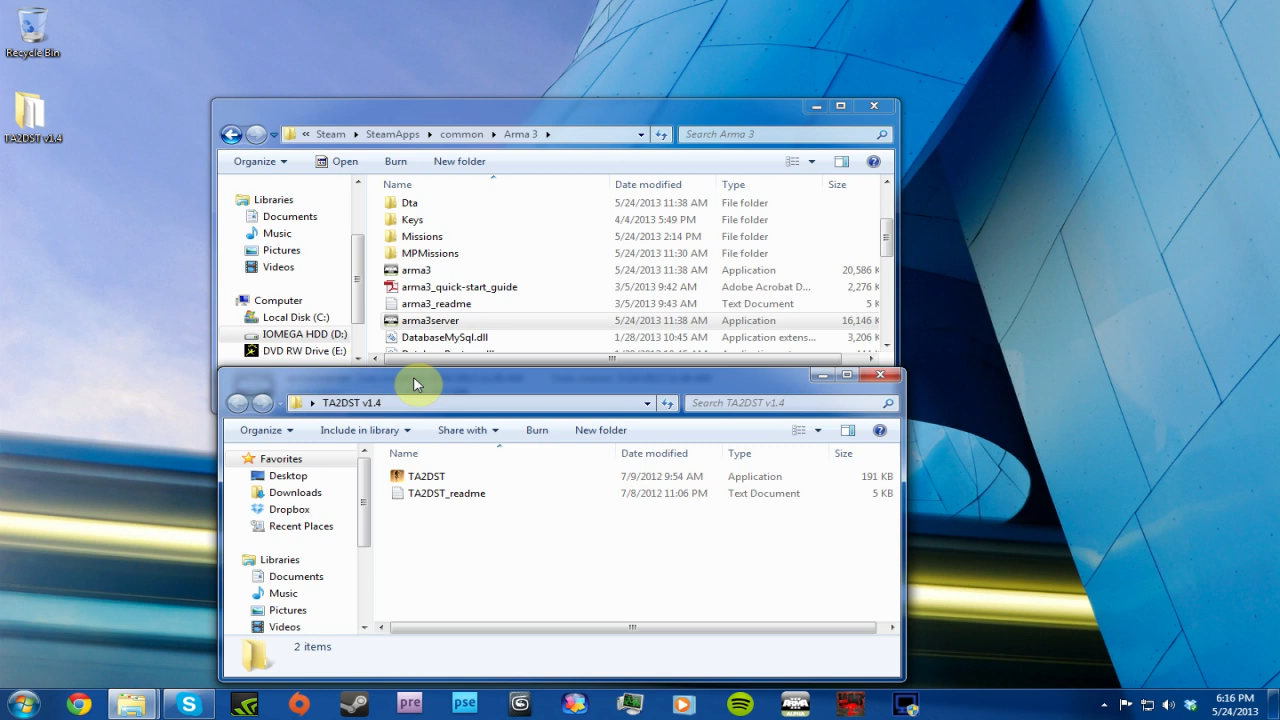 Recycle Bin
TA2DST v1.4
« Steam Steam Apps common Arma 3
Search Arma 3
Organize Open Burn New folder
Name Date modified Type Size
Libraries
Documents
Music
Pictures
Videos
Computer
Local Disk (C:)
IOMEGA HDD (D:)
DVD RW Drive (E:)
Dta 5/24/2013 11:38 AM File folder
Keys 4/4/2013 5:49 PM File folder
Missions 5/24/2013 2:14 PM File folder
MPMissions 5/24/2013 11:30 AM File folder
arma3 5/24/2013 11:38 AM Application 20,586 K
arma3_quick-start_guide 3/5/2013 9:42 AM Adobe Acrobat D... 2,276 K
arma3_readme 3/5/2013 9:43 AM Text Document 5 K
arma3server 5/24/2013 11:38 AM Application 16,146 K
DatabaseMySql.dll 1/28/2013 10:45 AM Application extens... 3,206 K
TA2DST v1.4
Search TA2DST v1.4
Organize Include in library Share with Burn New folder
Name Date modified Type Size
Favorites
Desktop
Downloads
Dropbox
Recent Places
Libraries
Documents
Music
Pictures
Videos
TA2DST 7/9/2012 9:54 AM Application 191 KB
TA2DST_readme 7/8/2012 11:06 PM Text Document 5 KB
2 items
pre pse
ARMA
ALPHA
6:16 PM
5/24/2013